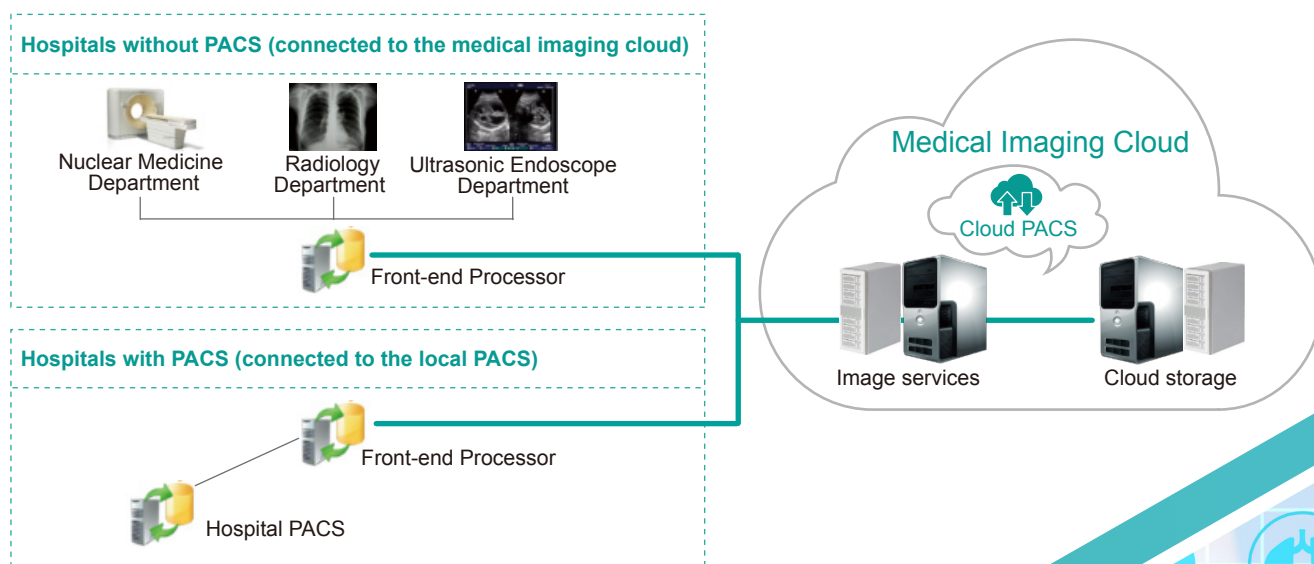 Hospitals without PACS (connected to the medical imaging cloud)
Nuclear Medicine
Department
Radiology
Department
Ultrasonic Endoscope
Department
Front-end Processor
Hospitals with PACS (connected to the local PACS)
Front-end Processor
Hospital PACS
Medical Imaging Cloud
Cloud PACS
Image services
Cloud storage